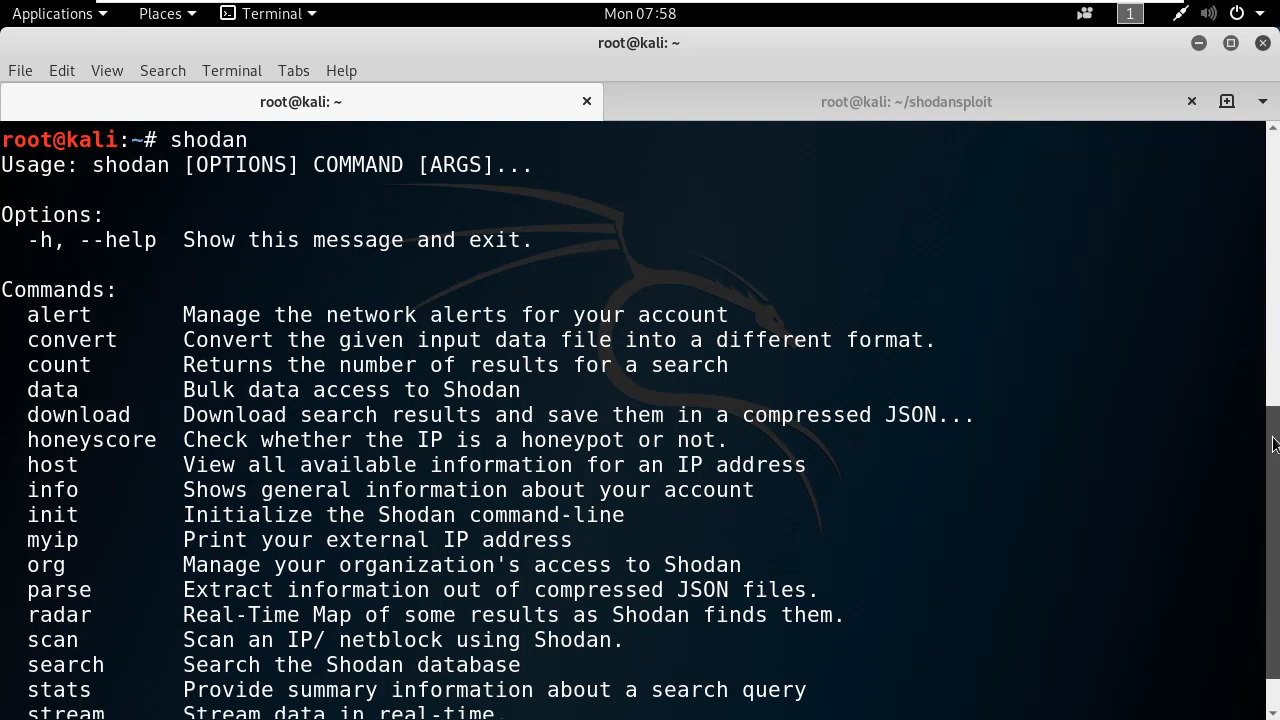 Applications Places Terminal Mon 07:58 1
root@kali: ~
File Edit View Search Terminal Tabs Help
root@kali: ~ root@kali: ~/shodansploit
root@kali:~# shodan
Usage: shodan [OPTIONS] COMMAND [ARGS]...
Options:
-h, --help Show this message and exit.
Commands:
alert Manage the network alerts for your account
convert Convert the given input data file into a different format.
count Returns the number of results for a search
data Bulk data access to Shodan
download Download search results and save them in a compressed JSON...
honeyscore Check whether the IP is a honeypot or not.
host View all available information for an IP address
info Shows general information about your account
init Initialize the Shodan command-line
myip Print your external IP address
org Manage your organization's access to Shodan
parse Extract information out of compressed JSON files.
radar Real-Time Map of some results as Shodan finds them.
scan Scan an IP/ netblock using Shodan.
search Search the Shodan database
stats Provide summary information about a search query
stream Stream data in real-time.